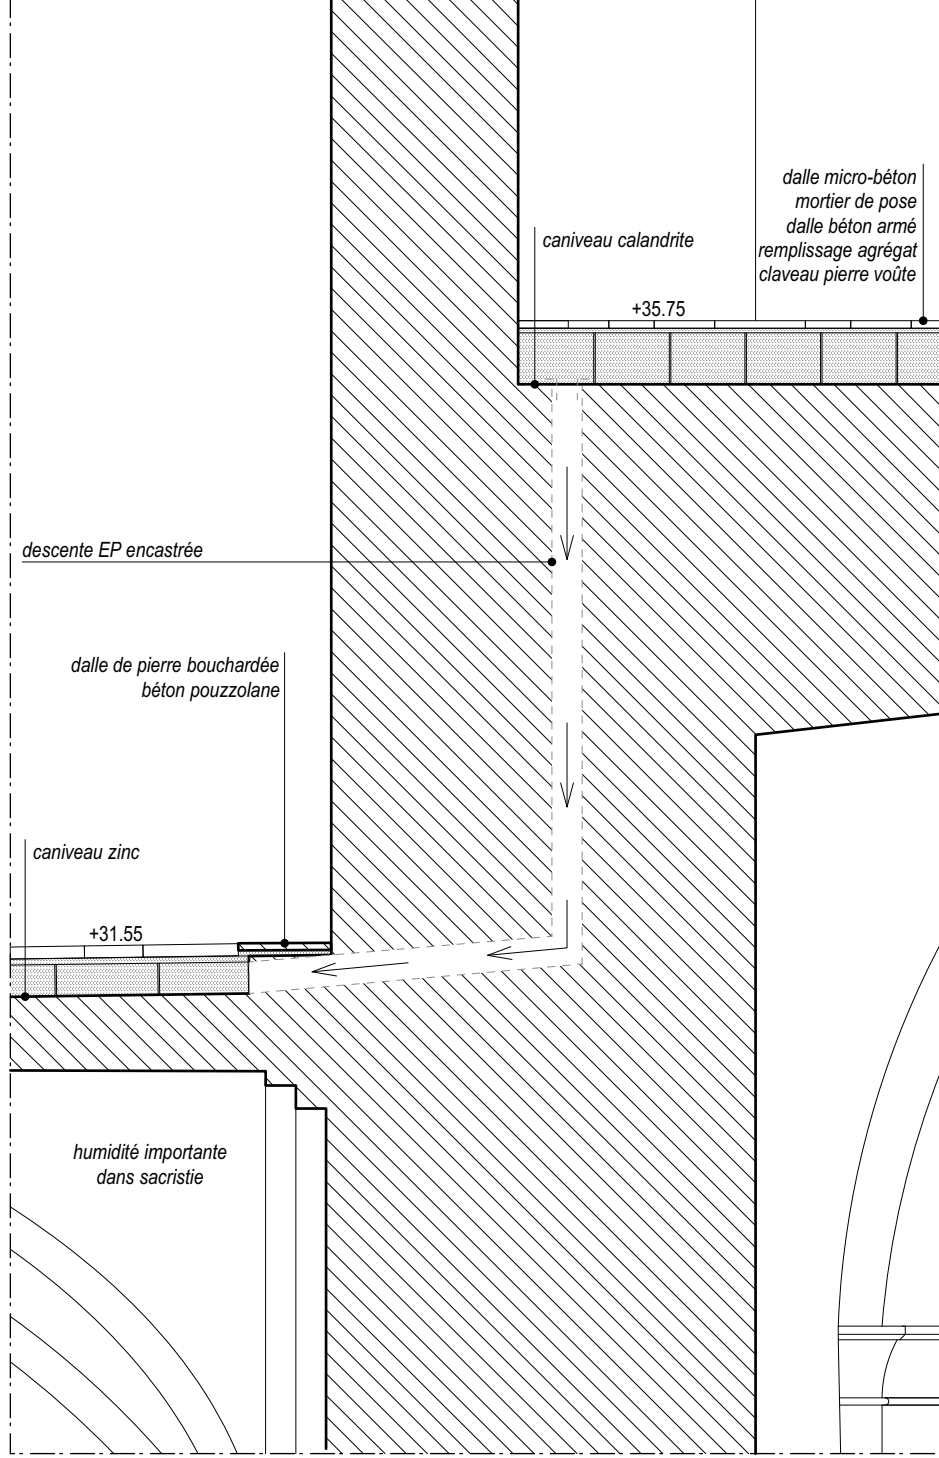 dalle micro-béton
mortier de pose
dalle béton armé
remplissage agrégat
claveau pierre voûte
caniveau calandrite
+35.75
descente EP encastrée
dalle de pierre bouchardée
béton pouzzolane
caniveau zinc
+31.55
humidité importante
dans sacristie